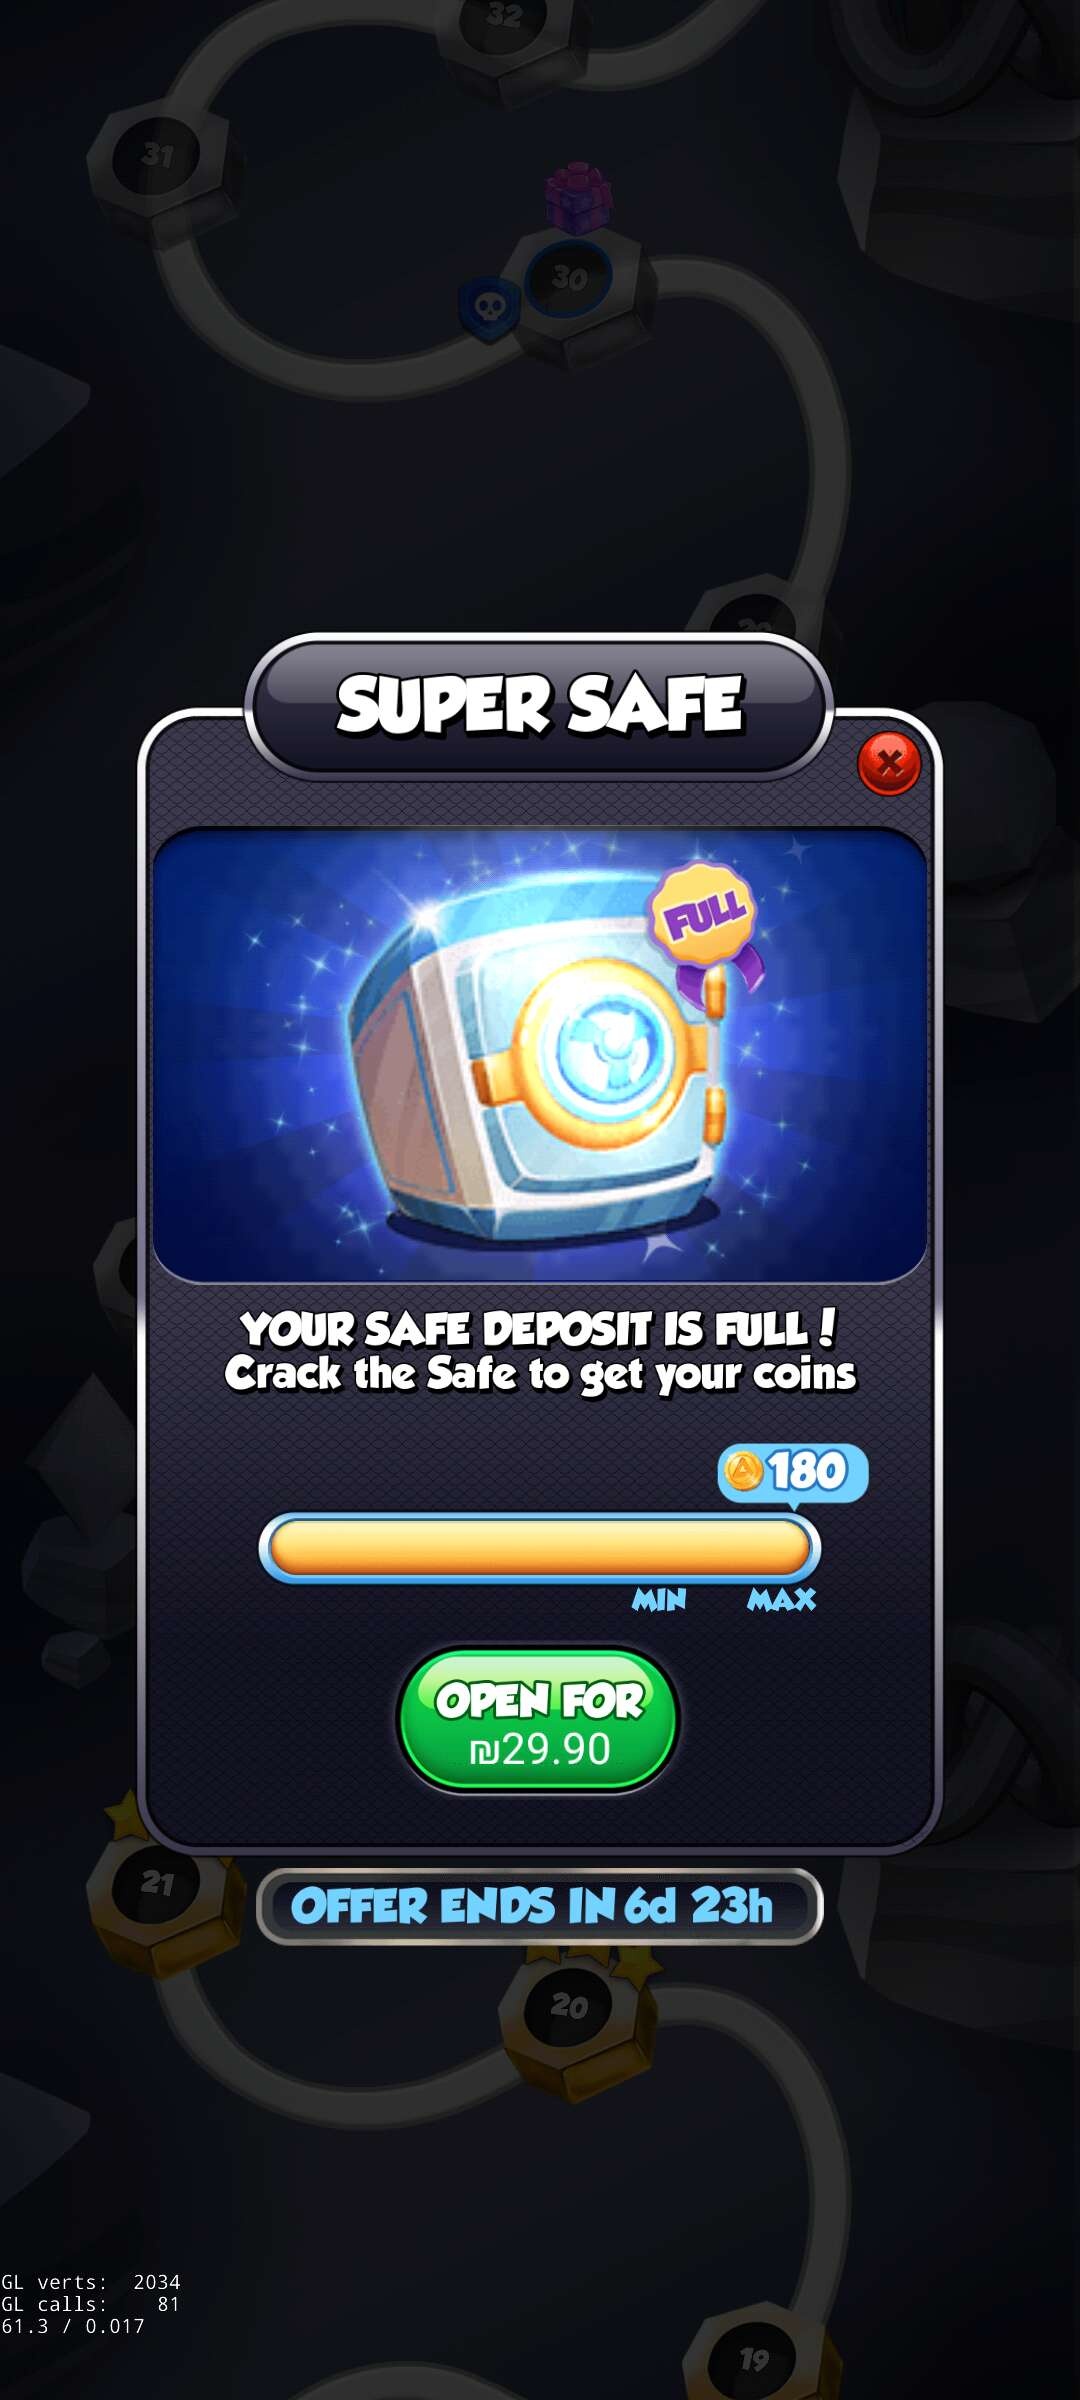 32
31
30
SUPER SAFE
FULL
YOUR SAFE DEPOSIT IS FULL!
Crack the Safe to get your coins
180
MIN MAX
OPEN FOR
₪29.90
21
OFFER ENDS IN 6d 23h
20
GL verts: 2034
GL calls: 81
61.3 / 0.017
19